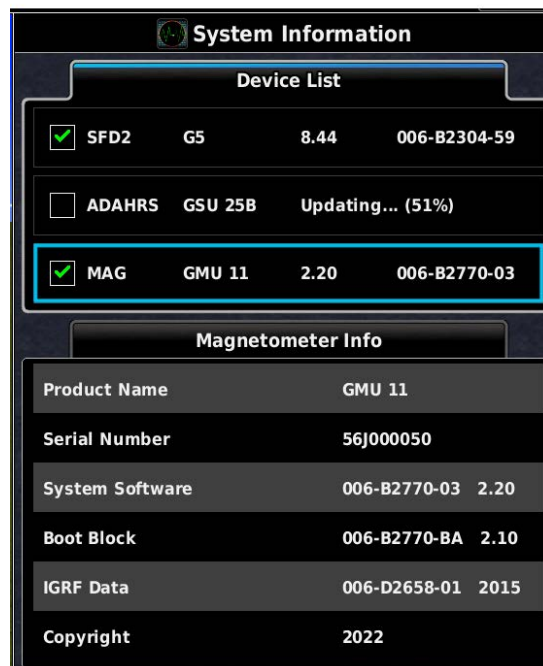 System Information
Device List
SFD2 G5 8.44 006-B2304-59
ADAHRS GSU 25B Updating... (51%)
MAG GMU 11 2.20 006-B2770-03
Magnetometer Info
Product Name GMU 11
Serial Number 56J000050
System Software 006-B2770-03 2.20
Boot Block 006-B2770-BA 2.10
IGRF Data 006-D2658-01 2015
Copyright 2022